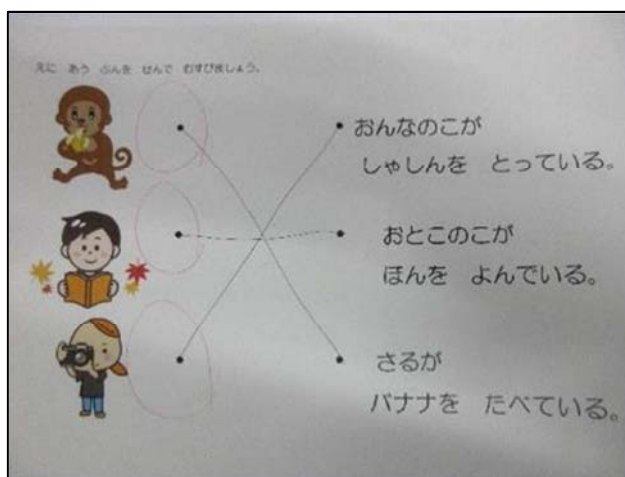 えに あう ぶんを せんで むすびましょう。
おんなのこが
しゃしんを とっている。
おとこのこが
ほんを よんでいる。
さるが
バナナを たべている。